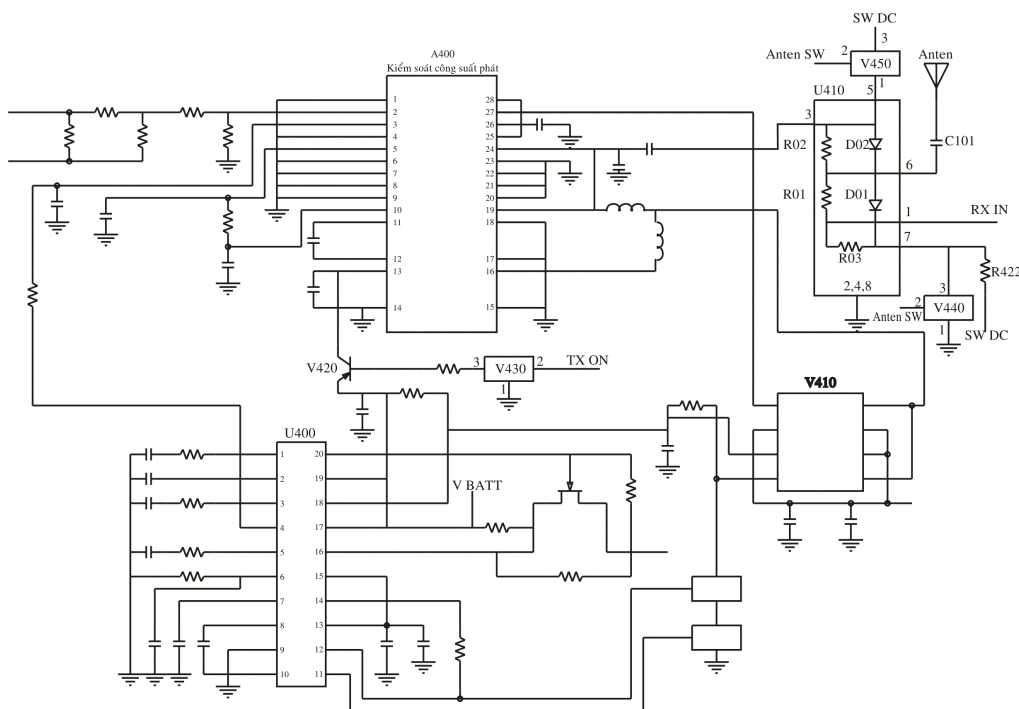 SW DC
3
A400
Kiểm soát công suất phát
Anten SW
2
V450
Anten
1
5
U410
3
R02
D02
C101
6
R01
D01
1
RX IN
7
R03
R422
2,4,8
3
2
V440
Anten SW
1
SW DC
1
2
3
4
5
6
7
8
9
10
11
12
13
14
28
27
26
25
24
23
22
21
20
19
18
17
16
15
V420
3
V430
2
TX ON
1
V410
U400
1
2
3
4
5
6
7
8
9
10
20
19
18
17
16
15
14
13
12
11
V BATT